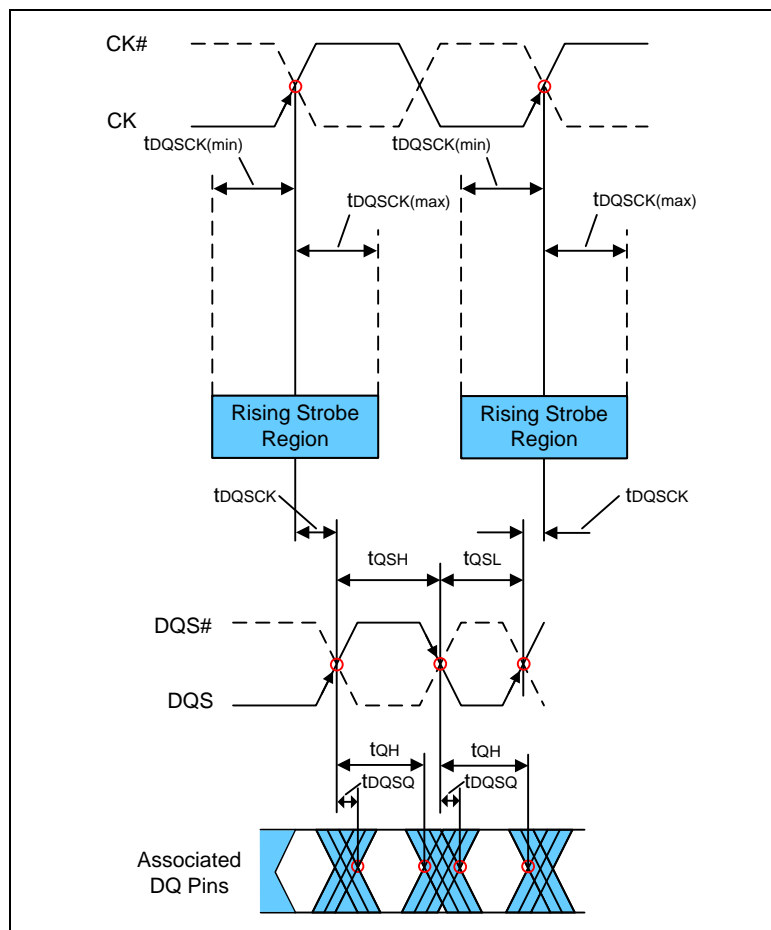 CK#
CK
tDQSCK(min)
tDQSCK(min)
tDQSCK(max)
tDQSCK(max)
Rising Strobe
Region
Rising Strobe
Region
tDQSCK
tDQSCK
tQSH
tQSL
DQS#
DQS
tQH
tQH
tDQSQ
tDQSQ
Associated
DQ Pins